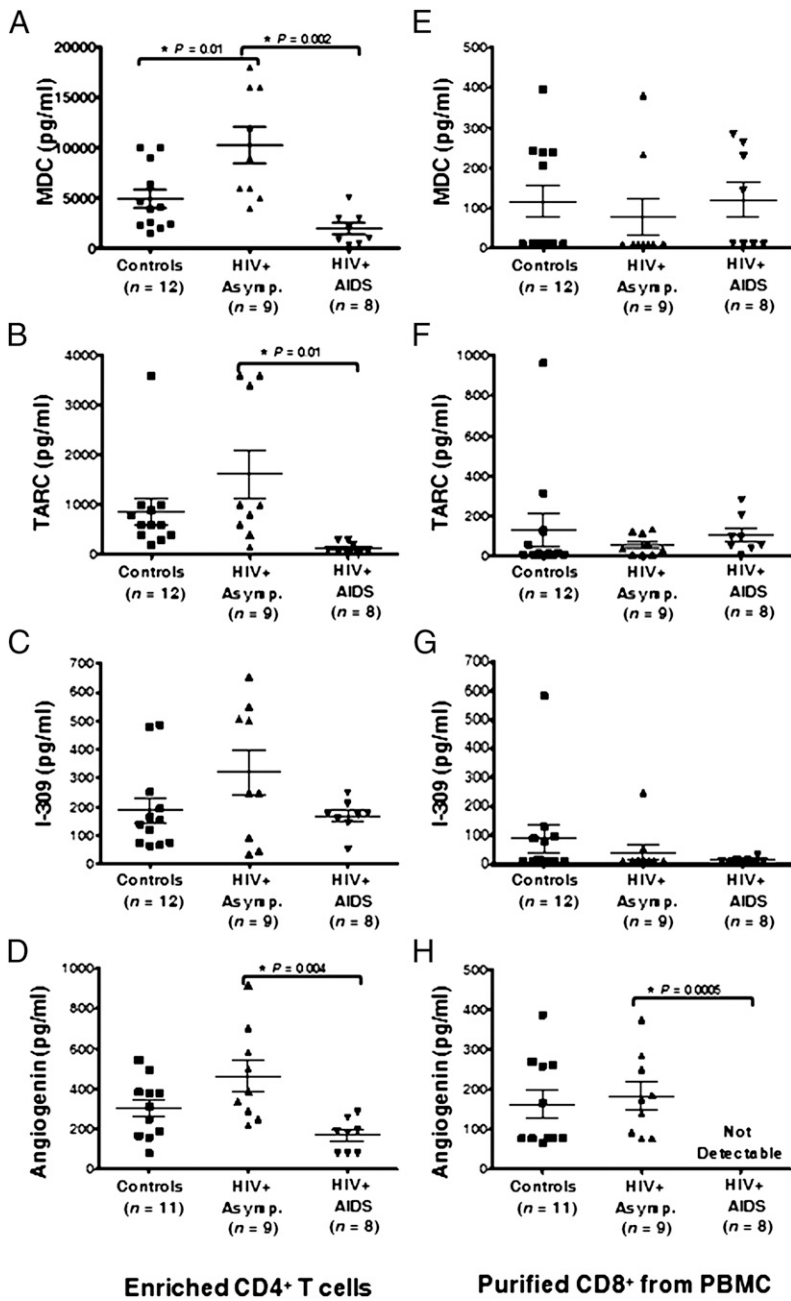 A
MDC (pg/ml)
20000
15000
10000
5000
0
* P = 0.01
* P = 0.002
Controls
(n = 12)
HIV+
Asymp.
(n = 9)
HIV+
AIDS
(n = 8)
E
MDC (pg/ml)
500
400
300
200
100
0
Controls
(n = 12)
HIV+
Asymp.
(n = 9)
HIV+
AIDS
(n = 8)
B
TARC (pg/ml)
4000
3000
2000
1000
0
* P = 0.01
Controls
(n = 12)
HIV+
Asymp.
(n = 9)
HIV+
AIDS
(n = 8)
F
TARC (pg/ml)
1000
800
600
400
200
0
Controls
(n = 12)
HIV+
Asymp.
(n = 9)
HIV+
AIDS
(n = 8)
C
I-309 (pg/ml)
700
600
500
400
300
200
100
0
Controls
(n = 12)
HIV+
Asymp.
(n = 9)
HIV+
AIDS
(n = 8)
G
I-309 (pg/ml)
700
600
500
400
300
200
100
0
Controls
(n = 12)
HIV+
Asymp.
(n = 9)
HIV+
AIDS
(n = 8)
D
Angiogenin (pg/ml)
1000
800
600
400
200
0
* P = 0.004
Controls
(n = 11)
HIV+
Asymp.
(n = 9)
HIV+
AIDS
(n = 8)
H
Angiogenin (pg/ml)
500
400
300
200
100
0
* P = 0.0005
Not
Detectable
Controls
(n = 11)
HIV+
Asymp.
(n = 9)
HIV+
AIDS
(n = 8)
Enriched CD4⁺ T cells
Purified CD8⁺ from PBMC